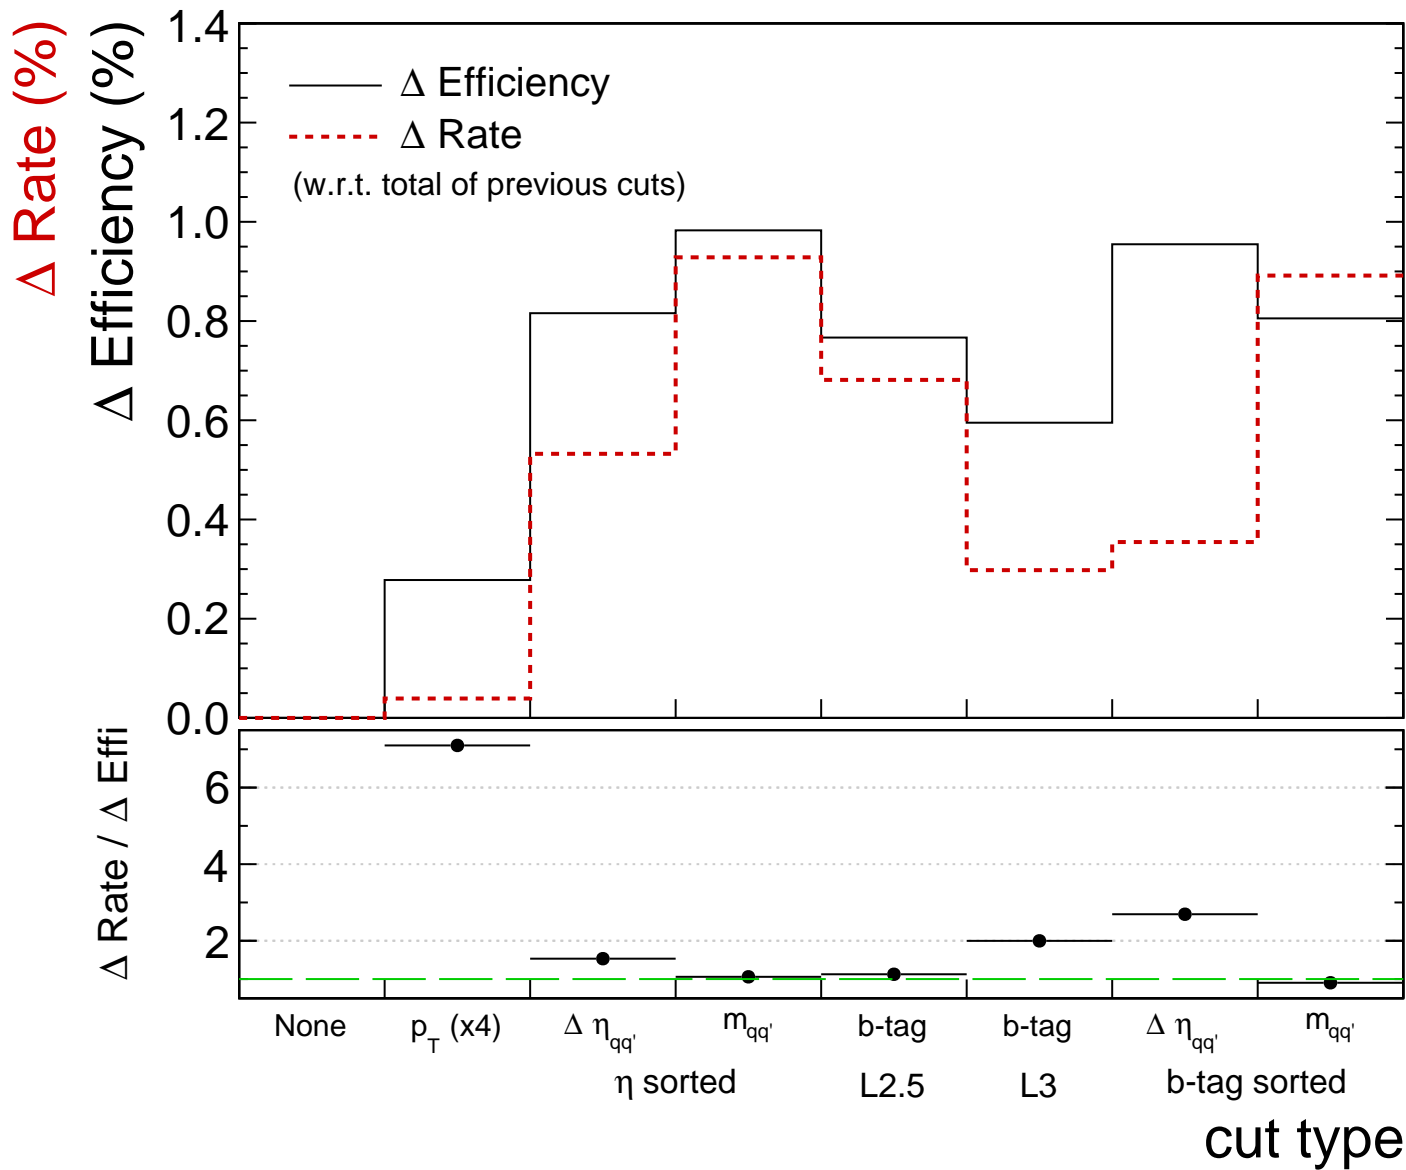 Δ Rate (%)
Δ Efficiency (%)
1.4
1.2
1.0
0.8
0.6
0.4
0.2
0.0
Δ Efficiency
Δ Rate
(w.r.t. total of previous cuts)
Δ Rate / Δ Effi
6
4
2
None p_T (x4) Δ η_qq' m_qq' b-tag b-tag Δ η_qq' m_qq'
η sorted L2.5 L3 b-tag sorted
cut type